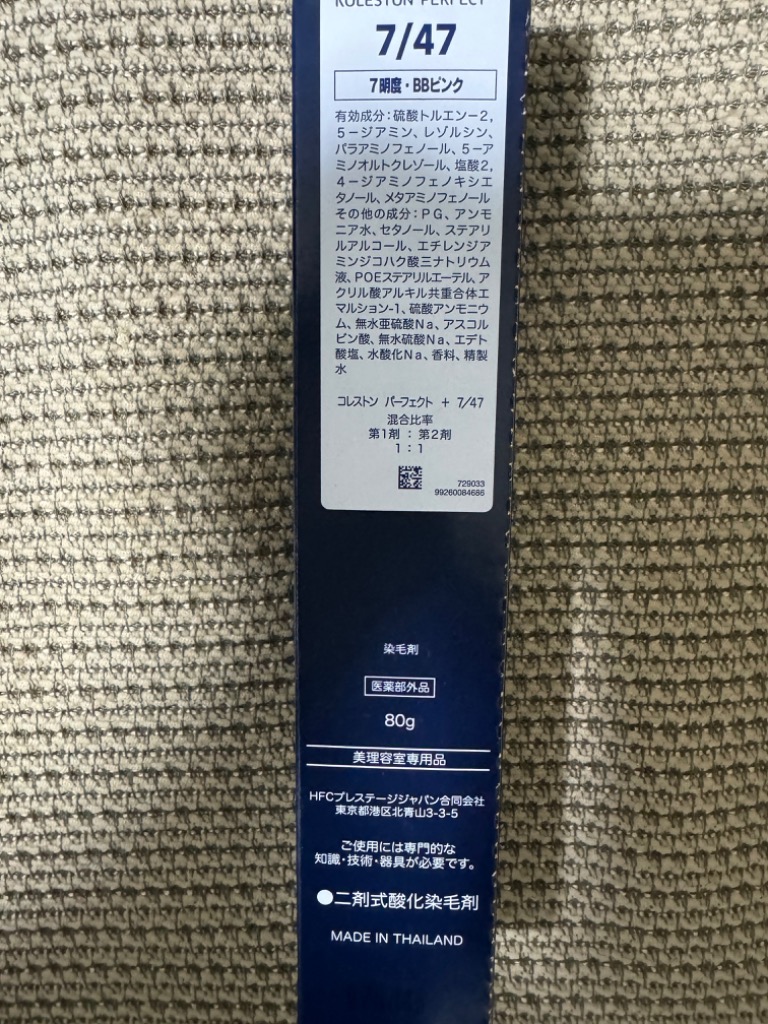 KOLESTON PERFECT
7/47
7明度・BBピンク
有効成分：硫酸トルエン－2，
5－ジアミン、レゾルシン、
パラアミノフェノール、5－ア
ミノオルトクレゾール、塩酸2，
4－ジアミノフェノキシエ
タノール、メタアミノフェノール
その他の成分：PG、アンモ
ニア水、セタノール、ステアリ
ルアルコール、エチレンジア
ミンジコハク酸三ナトリウム
液、POEステアリルエーテル、ア
クリル酸アルキル共重合体エ
マルション-1、硫酸アンモニウ
ム、無水亜硫酸Na、アスコル
ビン酸、無水硫酸Na、エデト
酸塩、水酸化Na、香料、精製
水
コレストン パーフェクト + 7/47
混合比率
第1剤 ： 第2剤
1：1
729033
99260084686
染毛剤
医薬部外品
80g
美理容室専用品
HFCプレステージジャパン合同会社
東京都港区北青山3-3-5
ご使用には専門的な
知識・技術・器具が必要です。
●二剤式酸化染毛剤
MADE IN THAILAND